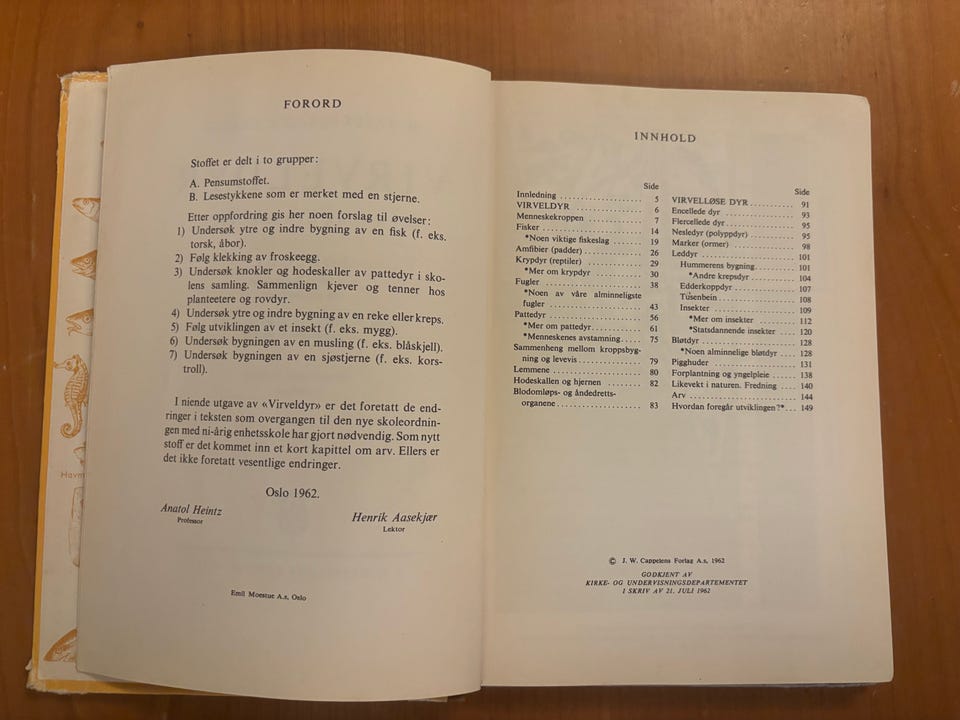 FORORD
Stoffet er delt i to grupper:
A. Pensumstoffet.
B. Lesestykkene som er merket med en stjerne.
Etter oppfordring gis her noen forslag til øvelser:
1) Undersøk ytre og indre bygning av en fisk (f. eks.
torsk, åbor).
2) Følg klekking av froskeegg.
3) Undersøk knokler og hodeskaller av pattedyr i sko-
lens samling. Sammenlign kjever og tenner hos
planteetere og rovdyr.
4) Undersøk ytre og indre bygning av en reke eller kreps.
5) Følg utviklingen av et insekt (f. eks. mygg).
6) Undersøk bygningen av en musling (f. eks. blåskjell).
7) Undersøk bygningen av en sjøstjerne (f. eks. kors-
troll).
I niende utgave av «Virveldyr» er det foretatt de end-
ringer i teksten som overgangen til den nye skoleordnin-
gen med ni-årig enhetsskole har gjort nødvendig. Som nytt
stoff er det kommet inn et kort kapittel om arv. Ellers er
det ikke foretatt vesentlige endringer.
Oslo 1962.
Anatol Heintz
Professor
Henrik Aasekjær
Lektor
Emil Moestue A.s, Oslo
INNHOLD
Side
Innledning 5
VIRVELDYR 6
Menneskekroppen 7
Fisker 14
*Noen viktige fiskeslag 19
Amfibier (padder) 26
Krypdyr (reptiler) 29
*Mer om krypdyr 30
Fugler 38
*Noen av våre alminneligste
fugler 43
Pattedyr 56
*Mer om pattedyr 61
*Menneskenes avstamning 75
Sammenheng mellom kroppsbyg-
ning og levevis 79
Lemmene 80
Hodeskallen og hjernen 82
Blodomløps- og åndedretts-
organene 83
Side
VIRVELLØSE DYR 91
Encellede dyr 93
Flercellede dyr 95
Nesledyr (polyppdyr) 95
Marker (ormer) 98
Leddyr 101
Hummerens bygning 101
*Andre krepsdyr 104
Edderkoppdyr 107
Tusenbein 108
Insekter 109
*Mer om insekter 112
*Statsdannende insekter 120
Bløtdyr 128
*Noen alminnelige bløtdyr 128
Pigghuder 131
Forplantning og yngelpleie 138
Likevekt i naturen. Fredning 140
Arv 144
Hvordan foregår utviklingen?* 149
© J. W. Cappelens Forlag A.s, 1962
GODKJENT AV
KIRKE- OG UNDERVISNINGSDEPARTEMENTET
I SKRIV AV 21. JULI 1962